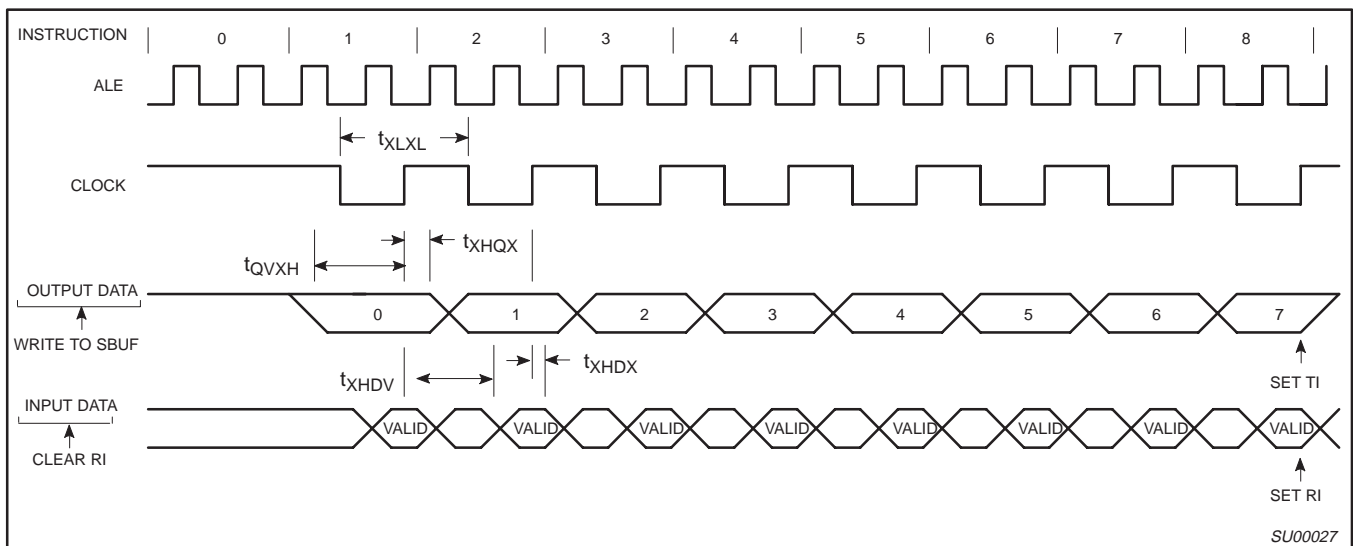 INSTRUCTION 0 1 2 3 4 5 6 7 8
ALE
tXLXL
CLOCK
tXHQX
tQVXH
OUTPUT DATA
0 1 2 3 4 5 6 7
WRITE TO SBUF
tXHDX
tXHDV
SET TI
INPUT DATA
VALID VALID VALID VALID VALID VALID VALID VALID
CLEAR RI
SET RI
SU00027